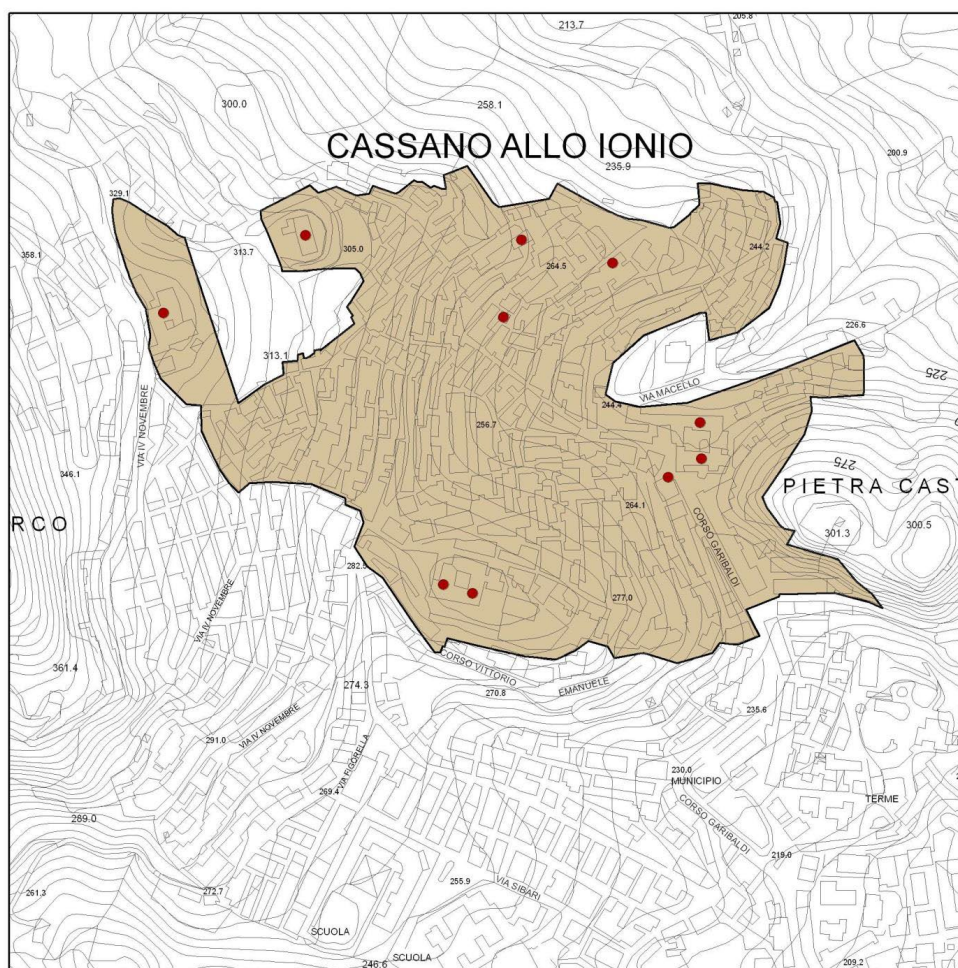 205.8
213.7
300.0
258.1
CASSANO ALLO IONIO
235.9
200.9
329.1
358.1
313.7
305.0
244.2
264.5
226.6
313.1
225
VIA MACELLO
244.4
VIA IV NOVEMBRE
256.7
346.1
275
PIETRA CAST
264.1
RCO
300.5
301.3
CORSO GARIBALDI
282.
277.0
VIA IV NOVEMBRE
361.4
CORSO VITTORIO
274.3
270.8
EMANUELE
235.6
291.0
VIA IV NOVEMBRE
VIA FIGORELLA
230.0
MUNICIPIO
269.4
TERME
289.0
CORSO GARIBALDI
219.0
255.9
VIA SIBARI
261.3
272.7
SCUOLA
SCUOLA
246.6
209.2